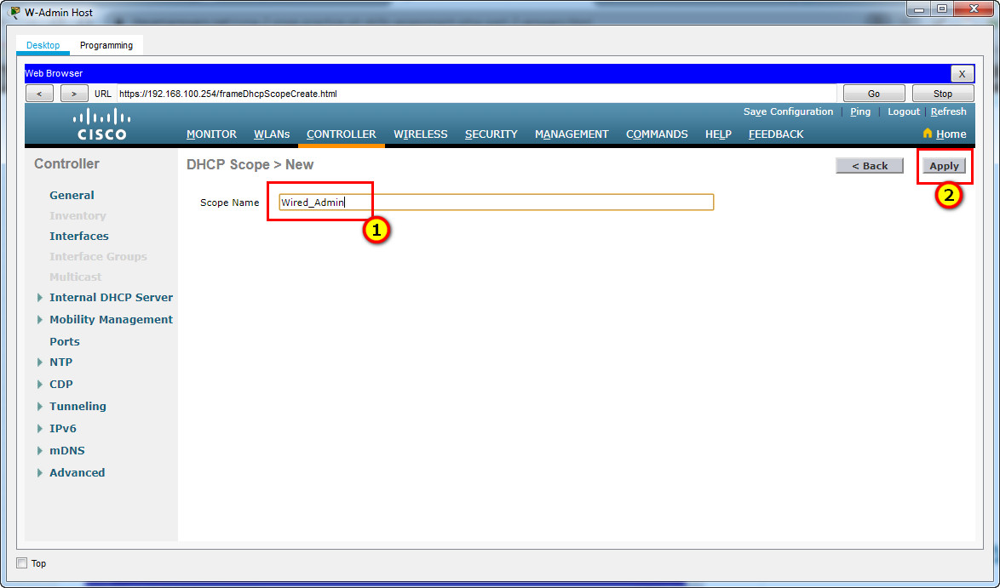 W-Admin Host
Desktop Programming
Web Browser X
< > URL https://192.168.100.254/frameDhcpScopeCreate.html Go Stop
Save Configuration | Ping | Logout | Refresh
CISCO
MONITOR WLANs CONTROLLER WIRELESS SECURITY MANAGEMENT COMMANDS HELP FEEDBACK Home
Controller
DHCP Scope > New
< Back Apply
2
General
Scope Name Wired_Admin
1
Inventory
Interfaces
Interface Groups
Multicast
Internal DHCP Server
Mobility Management
Ports
NTP
CDP
Tunneling
IPv6
mDNS
Advanced
Top